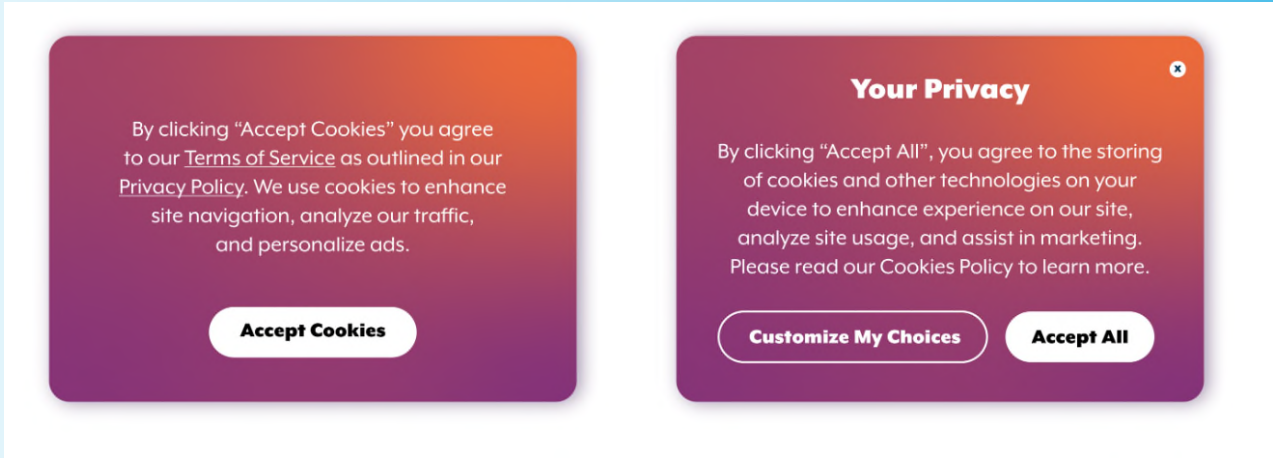 By clicking “Accept Cookies” you agree
to our Terms of Service as outlined in our
Privacy Policy. We use cookies to enhance
site navigation, analyze our traffic,
and personalize ads.
Accept Cookies
x
Your Privacy
By clicking “Accept All”, you agree to the storing
of cookies and other technologies on your
device to enhance experience on our site,
analyze site usage, and assist in marketing.
Please read our Cookies Policy to learn more.
Customize My Choices
Accept All